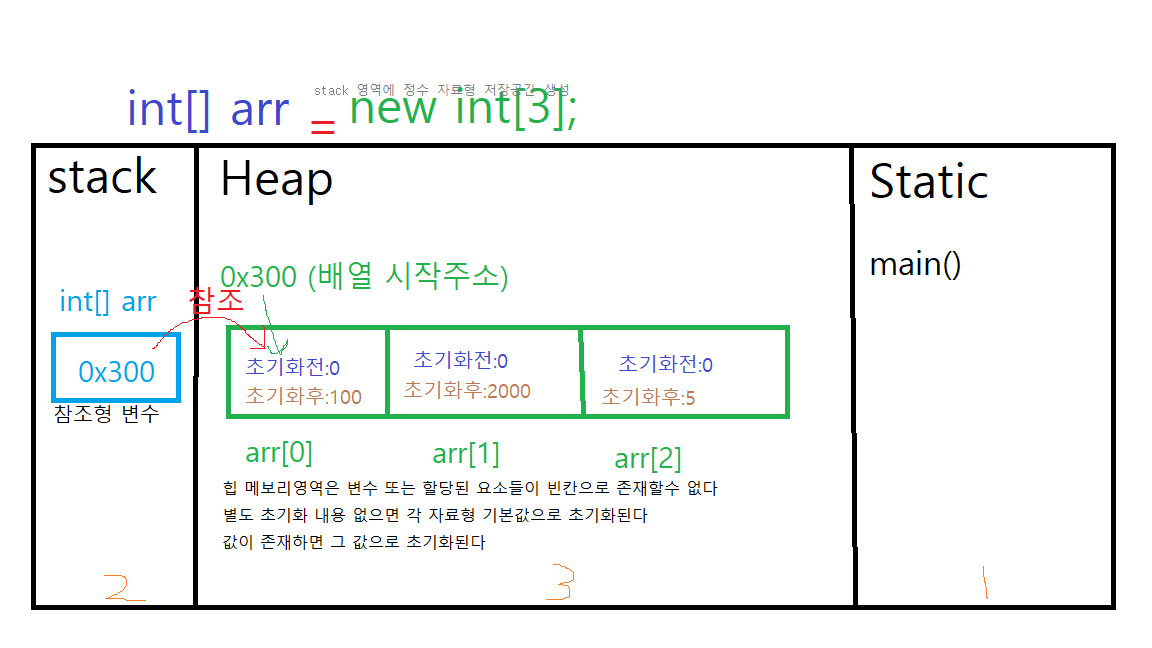 stack 영역에 정수 자료형 저장공간 생성
int[] arr = new int[3];
stack
Heap
Static
0x300 (배열 시작주소)
main()
int[] arr
참조
0x300
참조형 변수
초기화전:0
초기화후:100
초기화전:0
초기화후:2000
초기화전:0
초기화후:5
arr[0]
arr[1]
arr[2]
힙 메보리영역은 변수 또는 할당된 요소들이 빈칸으로 존재할수 없다
별도 초기화 내용 없으면 각 자료형 기본값으로 초기화된다
값이 존재하면 그 값으로 초기화된다
2
3
1